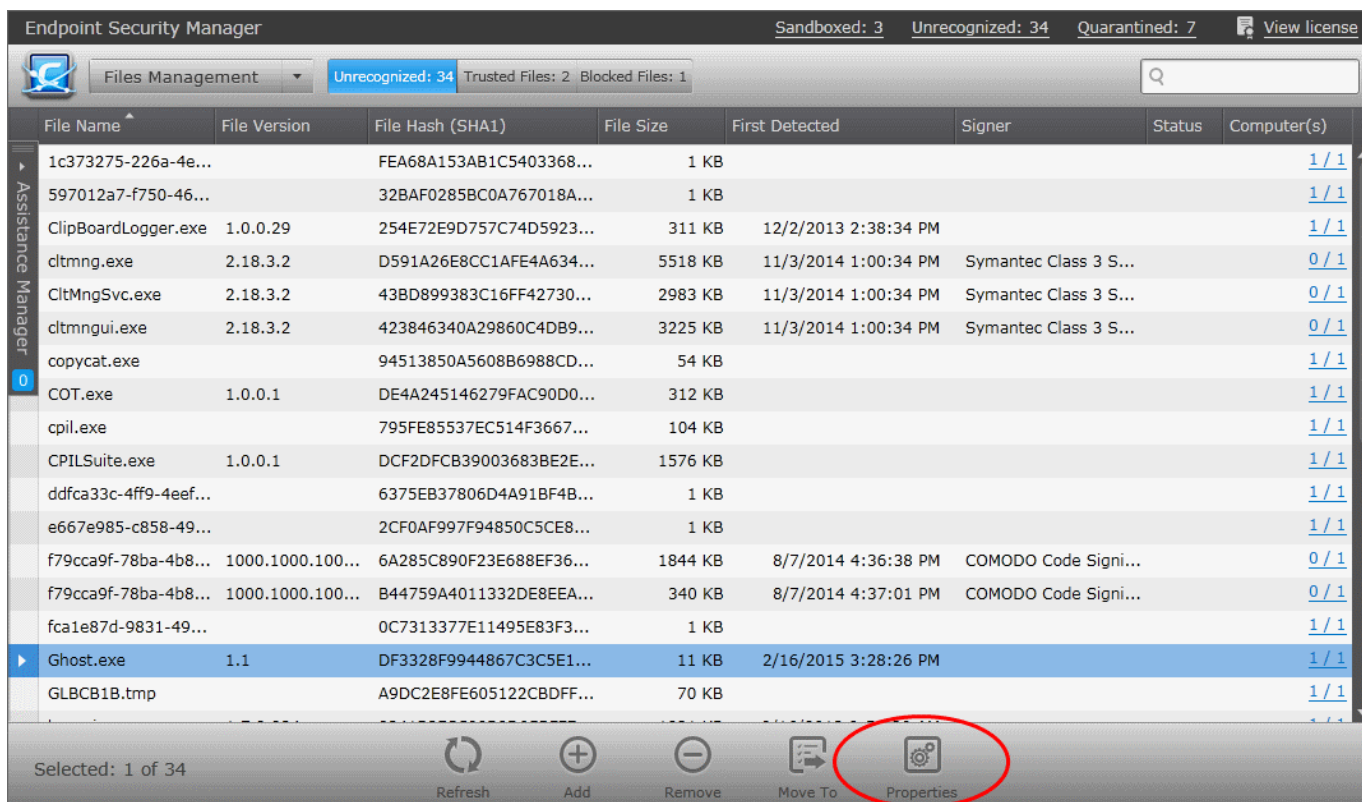 Endpoint Security Manager Sandboxed: 3 Unrecognized: 34 Quarantined: 7 View license
Files Management Unrecognized: 34 Trusted Files: 2 Blocked Files: 1
File Name File Version File Hash (SHA1) File Size First Detected Signer Status Computer(s)
Assistance Manager
0
1c373275-226a-4e... FEA68A153AB1C5403368... 1 KB 1 / 1
597012a7-f750-46... 32BAF0285BC0A767018A... 1 KB 1 / 1
ClipBoardLogger.exe 1.0.0.29 254E72E9D757C74D5923... 311 KB 12/2/2013 2:38:34 PM 1 / 1
cltmng.exe 2.18.3.2 D591A26E8CC1AFE4A634... 5518 KB 11/3/2014 1:00:34 PM Symantec Class 3 S... 0 / 1
CltMngSvc.exe 2.18.3.2 43BD899383C16FF42730... 2983 KB 11/3/2014 1:00:34 PM Symantec Class 3 S... 0 / 1
cltmngui.exe 2.18.3.2 423846340A29860C4DB9... 3225 KB 11/3/2014 1:00:34 PM Symantec Class 3 S... 0 / 1
copycat.exe 94513850A5608B6988CD... 54 KB 1 / 1
COT.exe 1.0.0.1 DE4A245146279FAC90D0... 312 KB 1 / 1
cpil.exe 795FE85537EC514F3667... 104 KB 1 / 1
CPILSuite.exe 1.0.0.1 DCF2DFCB39003683BE2E... 1576 KB 1 / 1
ddfca33c-4ff9-4eef... 6375EB37806D4A91BF4B... 1 KB 1 / 1
e667e985-c858-49... 2CF0AF997F94850C5CE8... 1 KB 1 / 1
f79cca9f-78ba-4b8... 1000.1000.100... 6A285C890F23E688EF36... 1844 KB 8/7/2014 4:36:38 PM COMODO Code Signi... 0 / 1
f79cca9f-78ba-4b8... 1000.1000.100... B44759A4011332DE8EEA... 340 KB 8/7/2014 4:37:01 PM COMODO Code Signi... 0 / 1
fca1e87d-9831-49... 0C7313377E11495E83F3... 1 KB 1 / 1
Ghost.exe 1.1 DF3328F9944867C3C5E1... 11 KB 2/16/2015 3:28:26 PM 1 / 1
GLBCB1B.tmp A9DC2E8FE605122CBDFF... 70 KB 1 / 1
Selected: 1 of 34 Refresh Add Remove Move To Properties